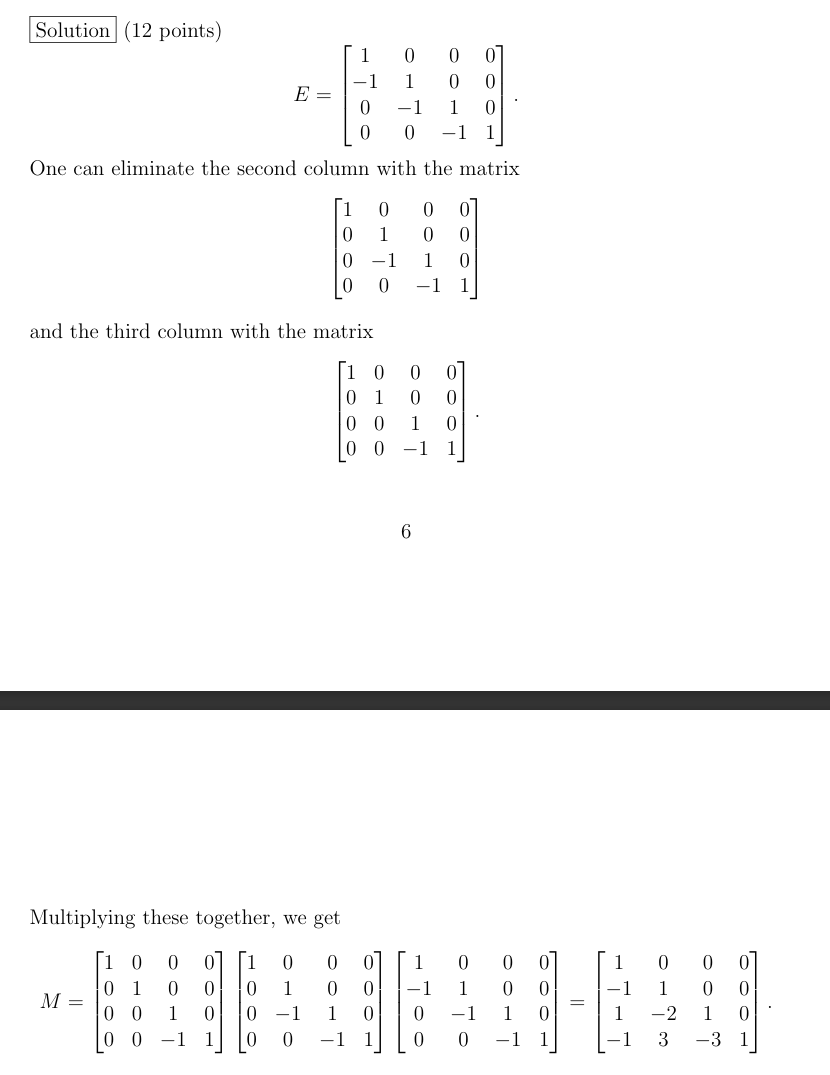 Solution (12 points)
E = \begin{bmatrix} 1 & 0 & 0 & 0 \\ −1 & 1 & 0 & 0 \\ 0 & −1 & 1 & 0 \\ 0 & 0 & −1 & 1 \end{bmatrix}.
One can eliminate the second column with the matrix
\begin{bmatrix} 1 & 0 & 0 & 0 \\ 0 & 1 & 0 & 0 \\ 0 & −1 & 1 & 0 \\ 0 & 0 & −1 & 1 \end{bmatrix}
and the third column with the matrix
\begin{bmatrix} 1 & 0 & 0 & 0 \\ 0 & 1 & 0 & 0 \\ 0 & 0 & 1 & 0 \\ 0 & 0 & −1 & 1 \end{bmatrix}.
6
Multiplying these together, we get
M = \begin{bmatrix} 1 & 0 & 0 & 0 \\ 0 & 1 & 0 & 0 \\ 0 & 0 & 1 & 0 \\ 0 & 0 & −1 & 1 \end{bmatrix} \begin{bmatrix} 1 & 0 & 0 & 0 \\ 0 & 1 & 0 & 0 \\ 0 & −1 & 1 & 0 \\ 0 & 0 & −1 & 1 \end{bmatrix} \begin{bmatrix} 1 & 0 & 0 & 0 \\ −1 & 1 & 0 & 0 \\ 0 & −1 & 1 & 0 \\ 0 & 0 & −1 & 1 \end{bmatrix} = \begin{bmatrix} 1 & 0 & 0 & 0 \\ −1 & 1 & 0 & 0 \\ 1 & −2 & 1 & 0 \\ −1 & 3 & −3 & 1 \end{bmatrix}.